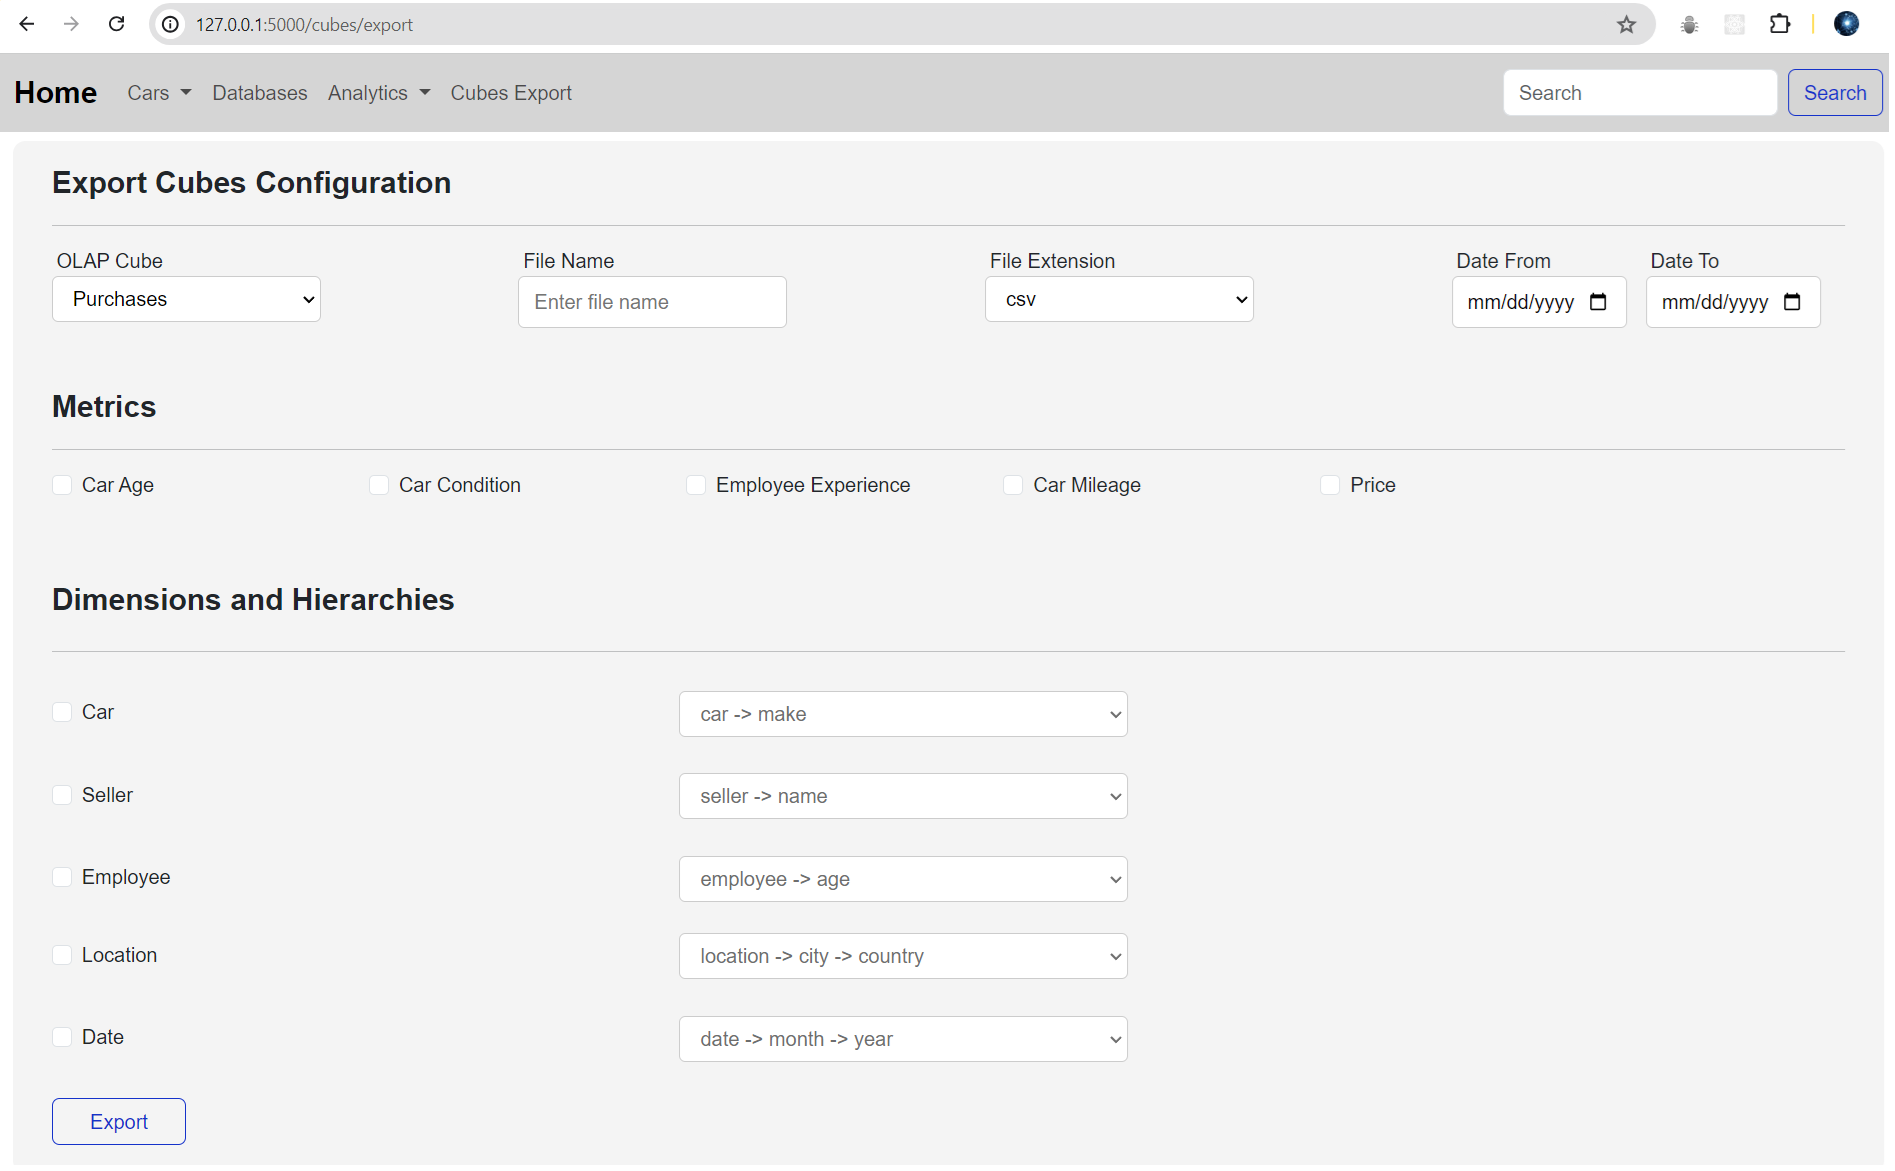 127.0.0.1:5000/cubes/export
Home Cars Databases Analytics Cubes Export Search Search
Export Cubes Configuration
OLAP Cube File Name File Extension Date From Date To
Purchases Enter file name csv mm/dd/yyyy mm/dd/yyyy
Metrics
Car Age Car Condition Employee Experience Car Mileage Price
Dimensions and Hierarchies
Car car -> make
Seller seller -> name
Employee employee -> age
Location location -> city -> country
Date date -> month -> year
Export